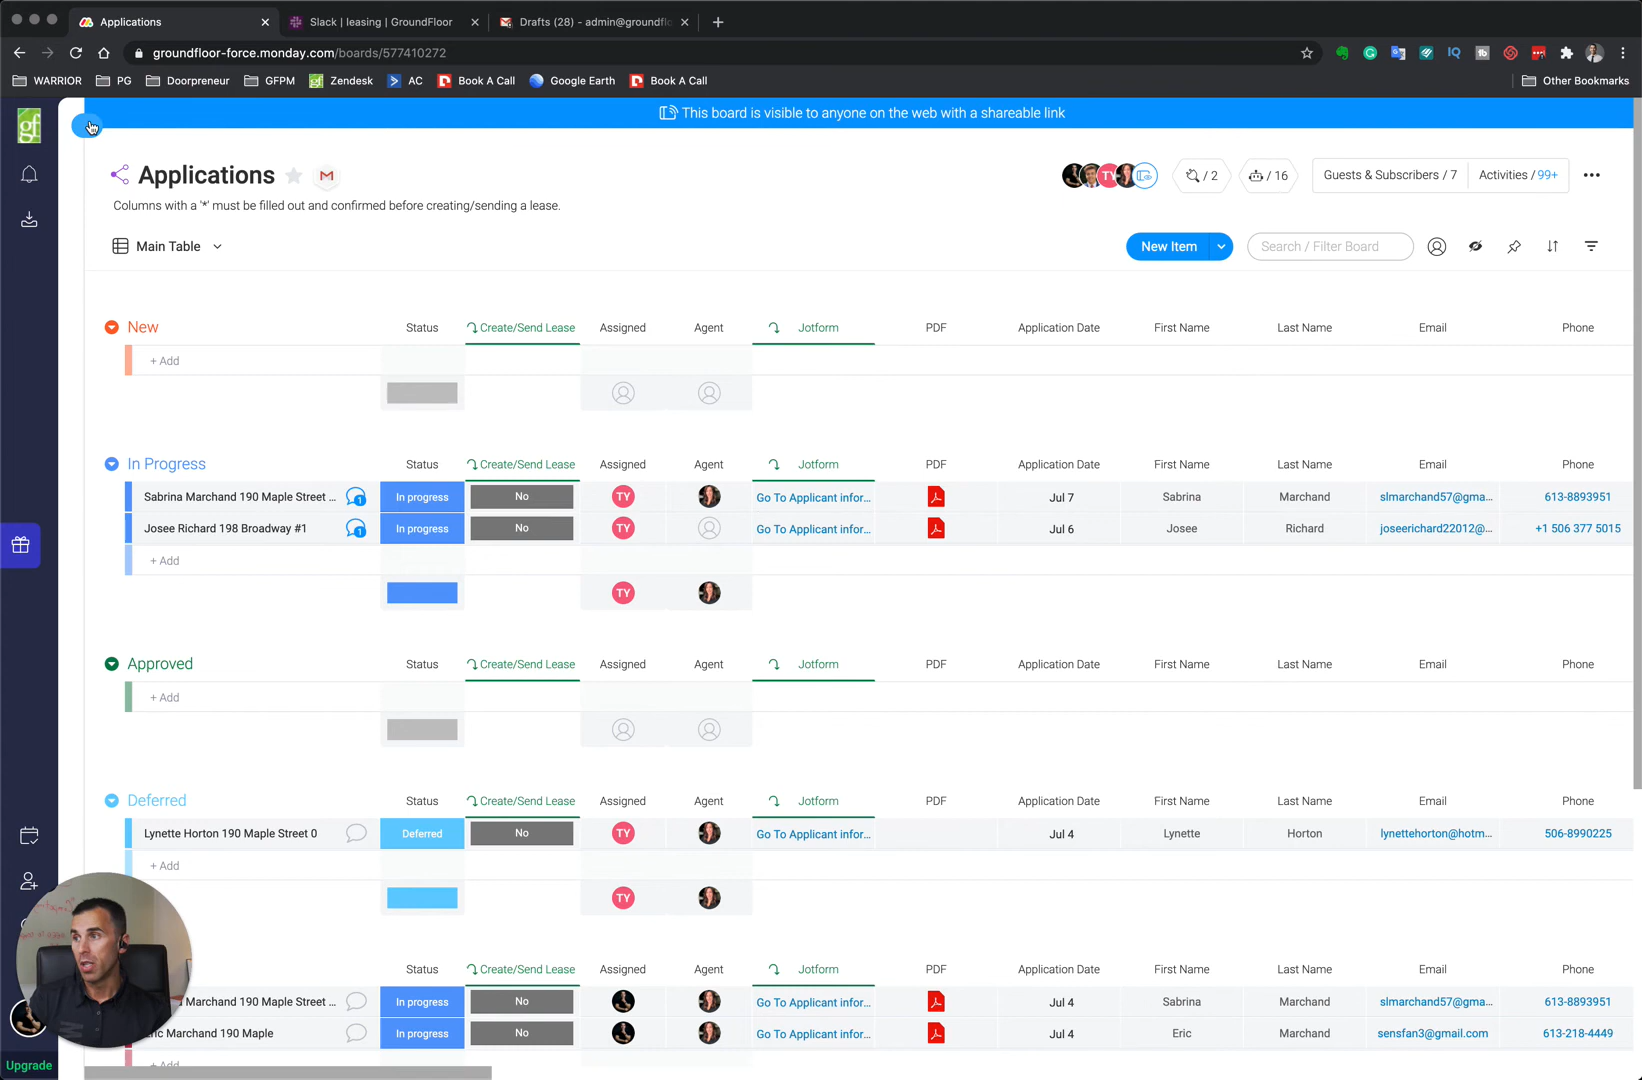 Applications
Slack | leasing | GroundFloor
Drafts (28) - admin@groundfl
groundfloor-force.monday.com/boards/577410272
WARRIOR
PG
Doorpreneur
GFPM
Zendesk
AC
Book A Call
Google Earth
Book A Call
Other Bookmarks
gf
This board is visible to anyone on the web with a shareable link
Applications
TY
/ 2
/ 16
Guests & Subscribers / 7
Activities / 99+
Columns with a '*' must be filled out and confirmed before creating/sending a lease.
Main Table
New Item
Search / Filter Board
New Status Create/Send Lease Assigned Agent Jotform PDF Application Date First Name Last Name Email Phone
+ Add
In Progress Status Create/Send Lease Assigned Agent Jotform PDF Application Date First Name Last Name Email Phone
Sabrina Marchand 190 Maple Street ... 1 In progress No TY Go To Applicant infor... Jul 7 Sabrina Marchand slmarchand57@gma... 613-8893951
Josee Richard 198 Broadway #1 1 In progress No TY Go To Applicant infor... Jul 6 Josee Richard joseerichard22012@... +1 506 377 5015
+ Add
TY
Approved Status Create/Send Lease Assigned Agent Jotform PDF Application Date First Name Last Name Email Phone
+ Add
Deferred Status Create/Send Lease Assigned Agent Jotform PDF Application Date First Name Last Name Email Phone
Lynette Horton 190 Maple Street 0 Deferred No TY Go To Applicant infor... Jul 4 Lynette Horton lynettehorton@hotm... 506-8990225
+ Add
TY
Status Create/Send Lease Assigned Agent Jotform PDF Application Date First Name Last Name Email Phone
Marchand 190 Maple Street ... In progress No Go To Applicant infor... Jul 4 Sabrina Marchand slmarchand57@gma... 613-8893951
Marchand 190 Maple In progress No Go To Applicant infor... Jul 4 Eric Marchand sensfan3@gmail.com 613-218-4449
+ Add
Upgrade